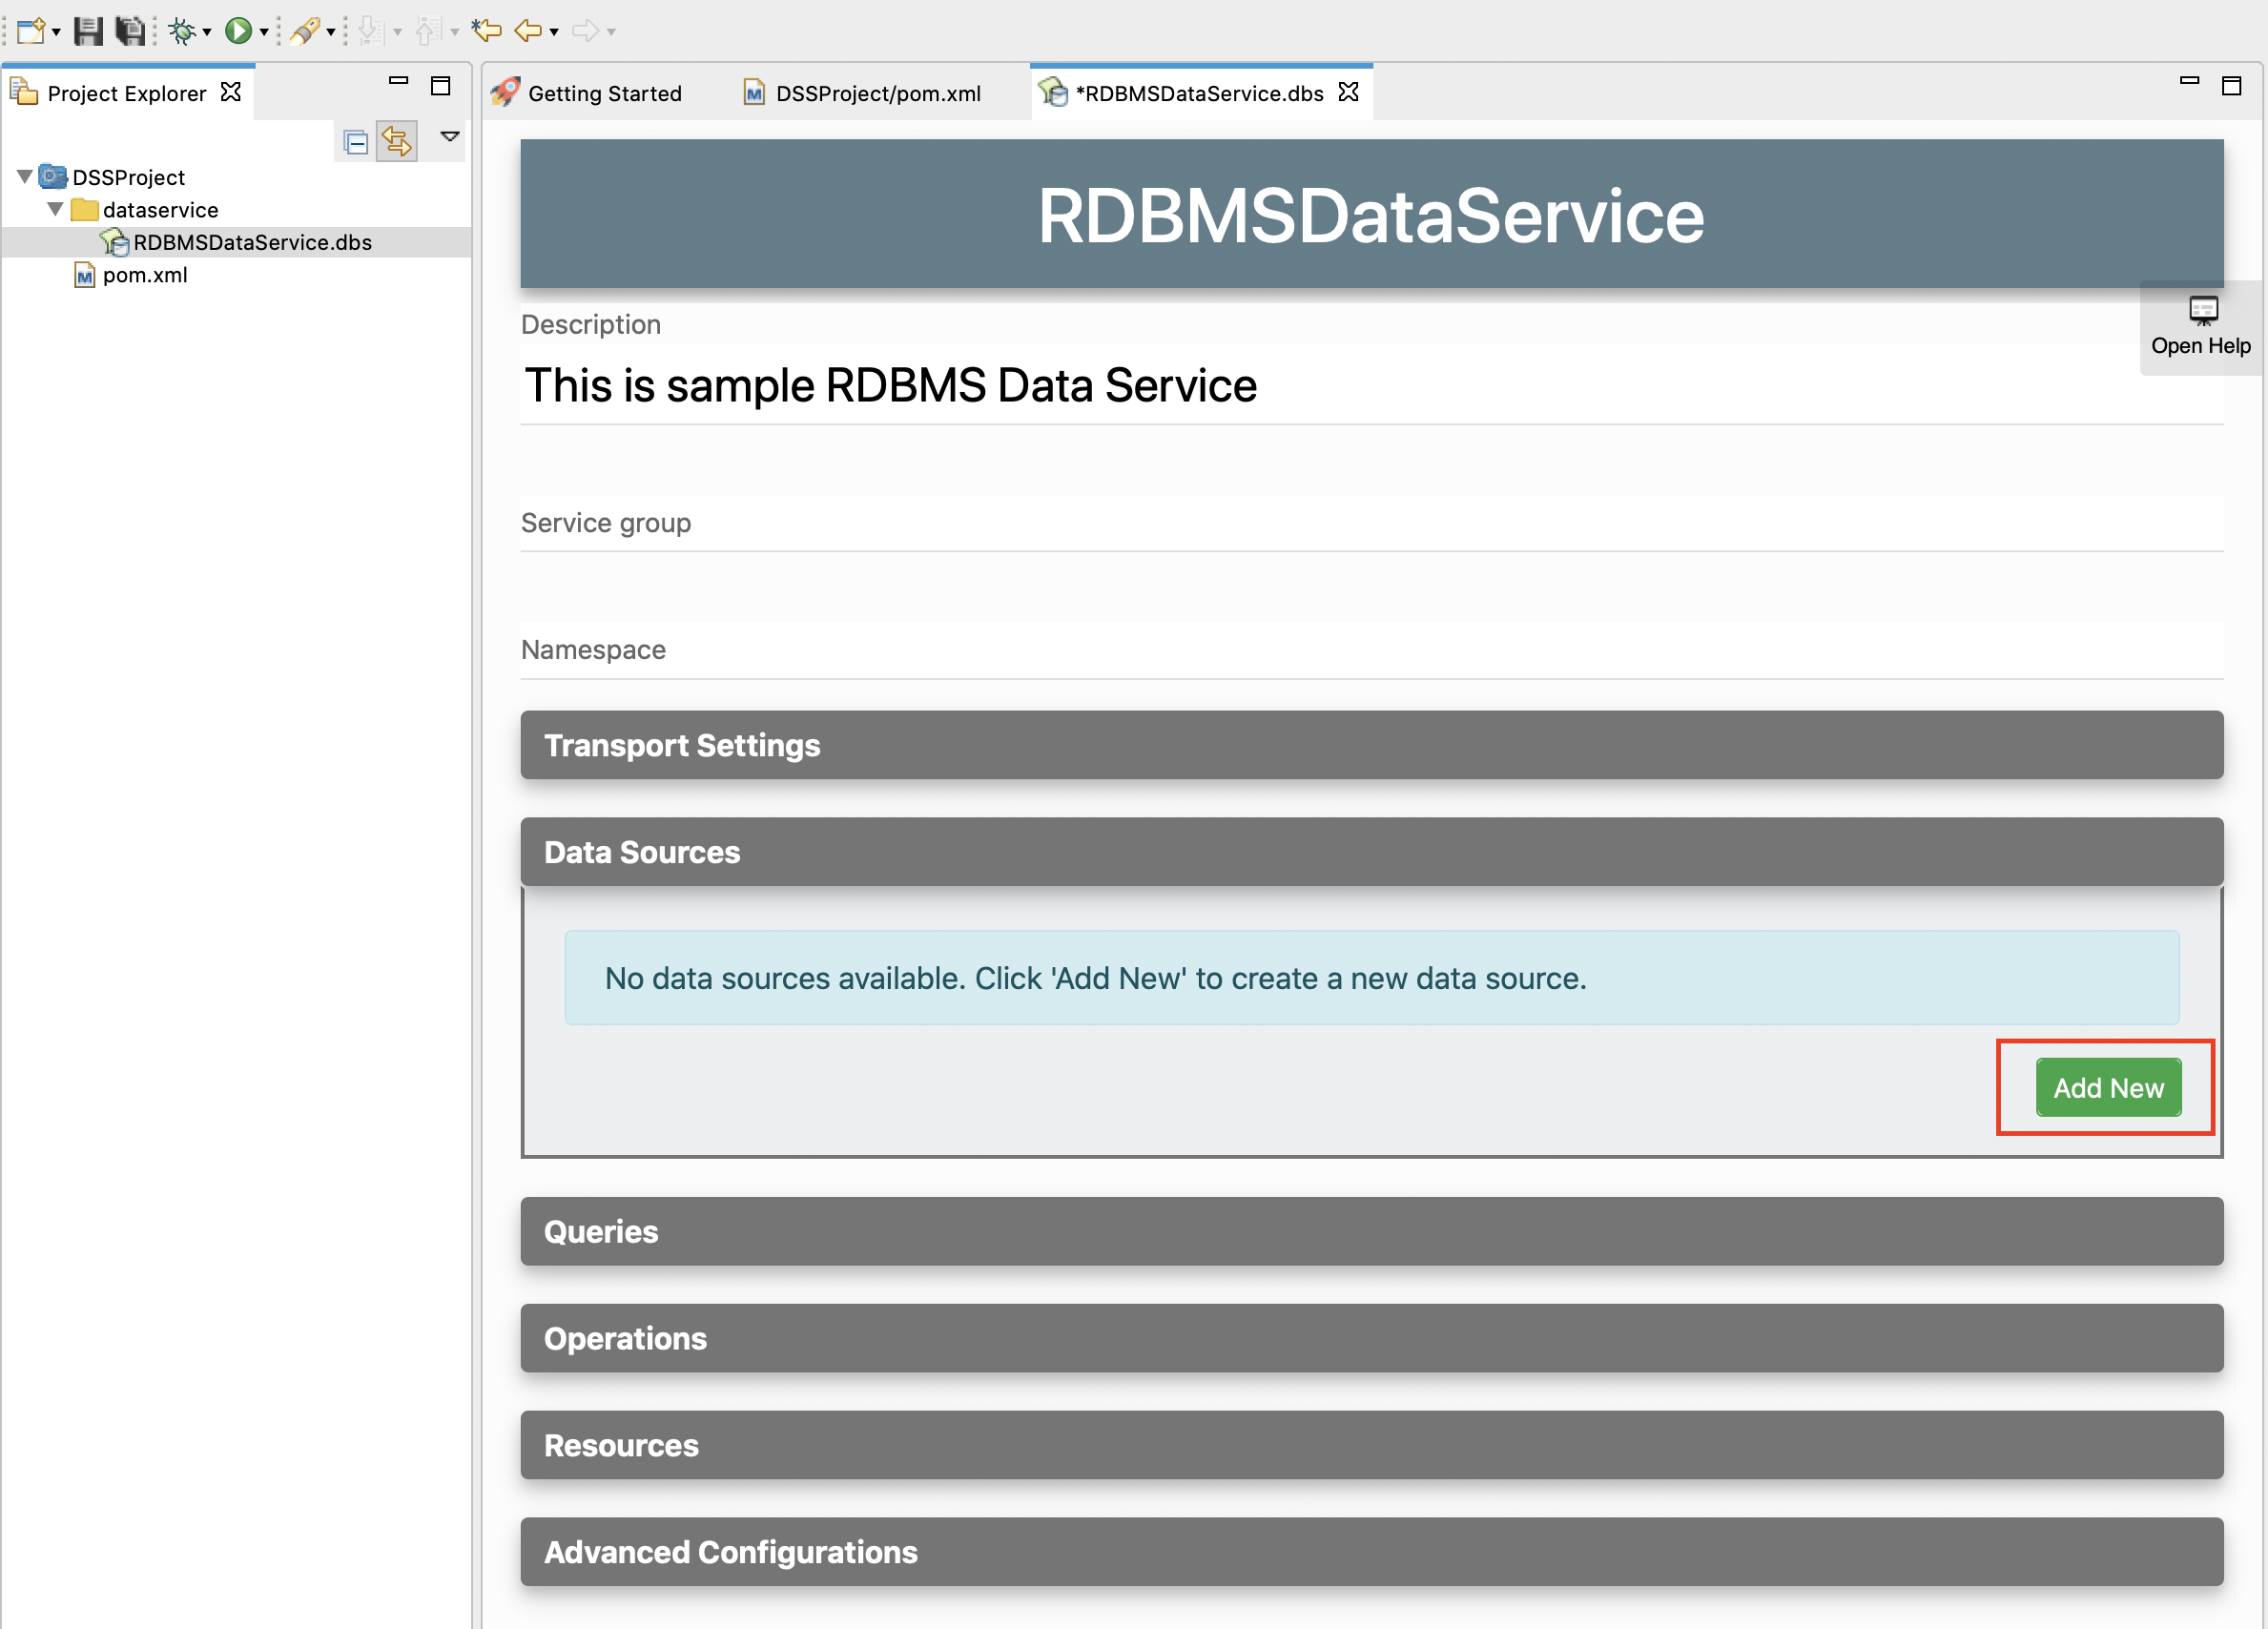 Project Explorer
Getting Started
DSSProject/pom.xml
*RDBMSDataService.dbs
DSSProject
dataservice
RDBMSDataService.dbs
pom.xml
RDBMSDataService
Open Help
Description
This is sample RDBMS Data Service
Service group
Namespace
Transport Settings
Data Sources
No data sources available. Click 'Add New' to create a new data source.
Add New
Queries
Operations
Resources
Advanced Configurations